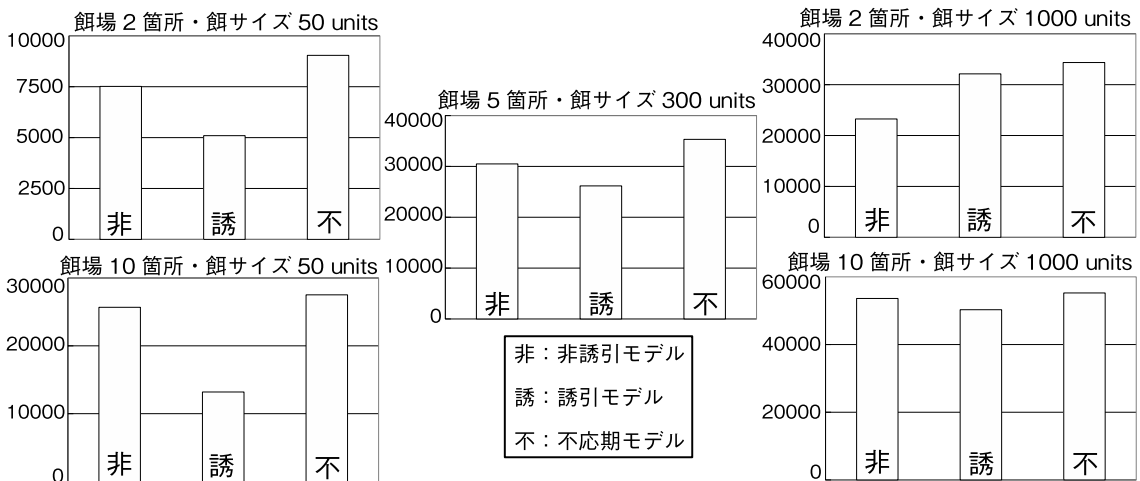 餌場 2 箇所・餌サイズ 50 units
10000
7500
5000
2500
0
非 誘 不
餌場 10 箇所・餌サイズ 50 units
30000
20000
10000
0
非 誘 不
餌場 5 箇所・餌サイズ 300 units
40000
30000
20000
10000
0
非 誘 不
非：非誘引モデル
誘：誘引モデル
不：不応期モデル
餌場 2 箇所・餌サイズ 1000 units
40000
30000
20000
10000
0
非 誘 不
餌場 10 箇所・餌サイズ 1000 units
60000
40000
20000
0
非 誘 不